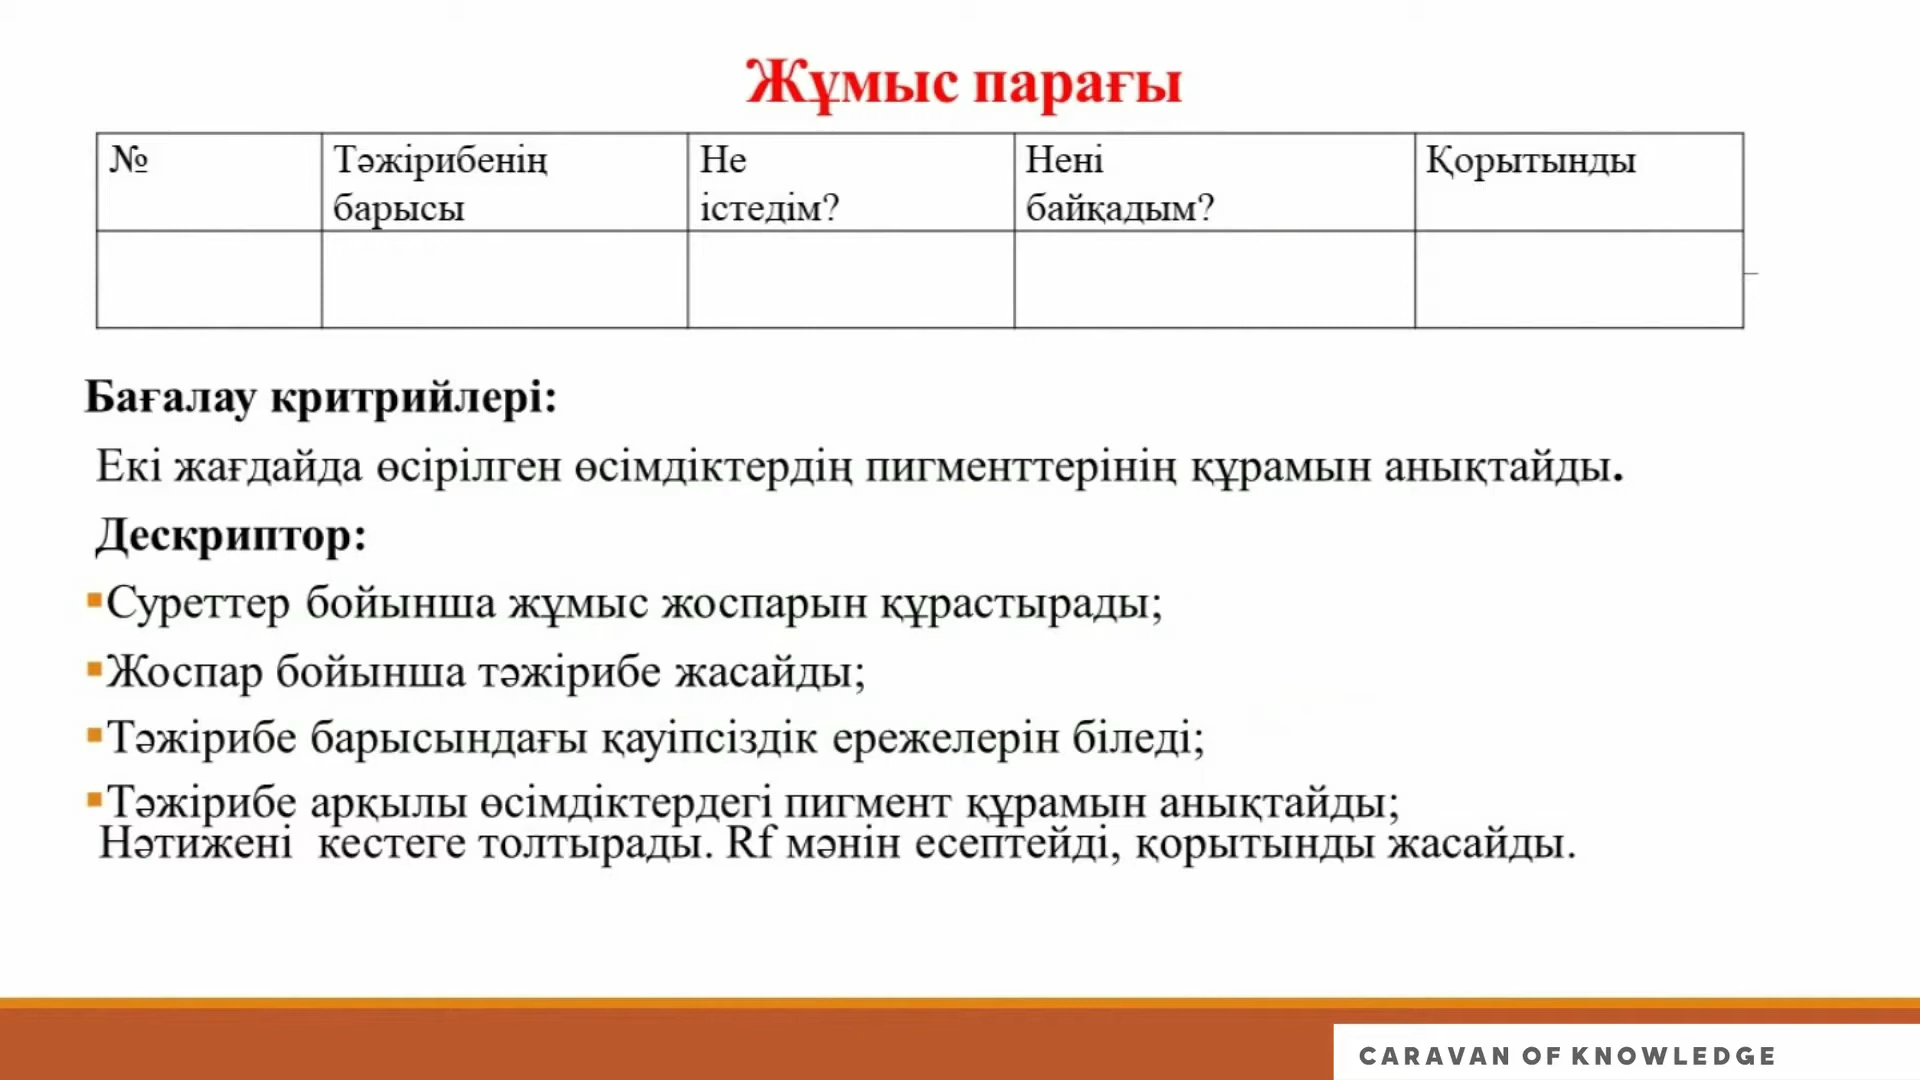 Жұмыс парағы
№ Тәжірибенің барысы Не істедім? Нені байқадым? Қорытынды
Бағалау критрийлері:
Екі жағдайда өсірілген өсімдіктердің пигменттерінің құрамын анықтайды.
Дескриптор:
▪Суреттер бойынша жұмыс жоспарын құрастырады;
▪Жоспар бойынша тәжірибе жасайды;
▪Тәжірибе барысындағы қауіпсіздік ережелерін біледі;
▪Тәжірибе арқылы өсімдіктердегі пигмент құрамын анықтайды;
Нәтижені кестеге толтырады. Rf мәнін есептейді, қорытынды жасайды.
CARAVAN OF KNOWLEDGE